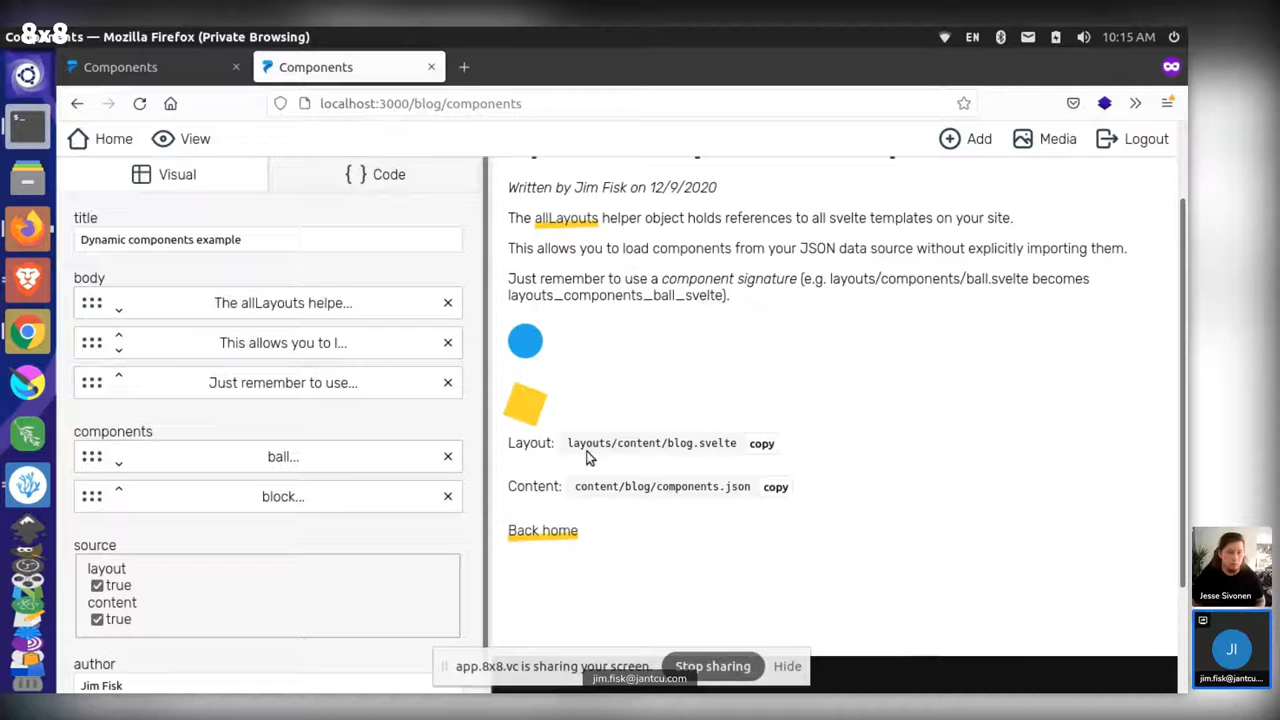 8x8
— Mozilla Firefox (Private Browsing)
EN
10:15 AM
Components
Components
localhost:3000/blog/components
Home
View
Add
Media
Logout
Visual
{ } Code
title
Dynamic components example
body
The allLayouts helpe...
This allows you to l...
Just remember to use...
components
ball...
block...
source
layout
true
content
true
author
Jim Fisk
Written by Jim Fisk on 12/9/2020
The allLayouts helper object holds references to all svelte templates on your site.
This allows you to load components from your JSON data source without explicitly importing them.
Just remember to use a component signature (e.g. layouts/components/ball.svelte becomes
layouts_components_ball_svelte).
Layout: layouts/content/blog.svelte copy
Content: content/blog/components.json copy
Back home
app.8x8.vc is sharing your screen.
Stop sharing
Hide
jim.fisk@jantcu.com
Jesse Sivonen
JI
jim.fisk@jantcu....